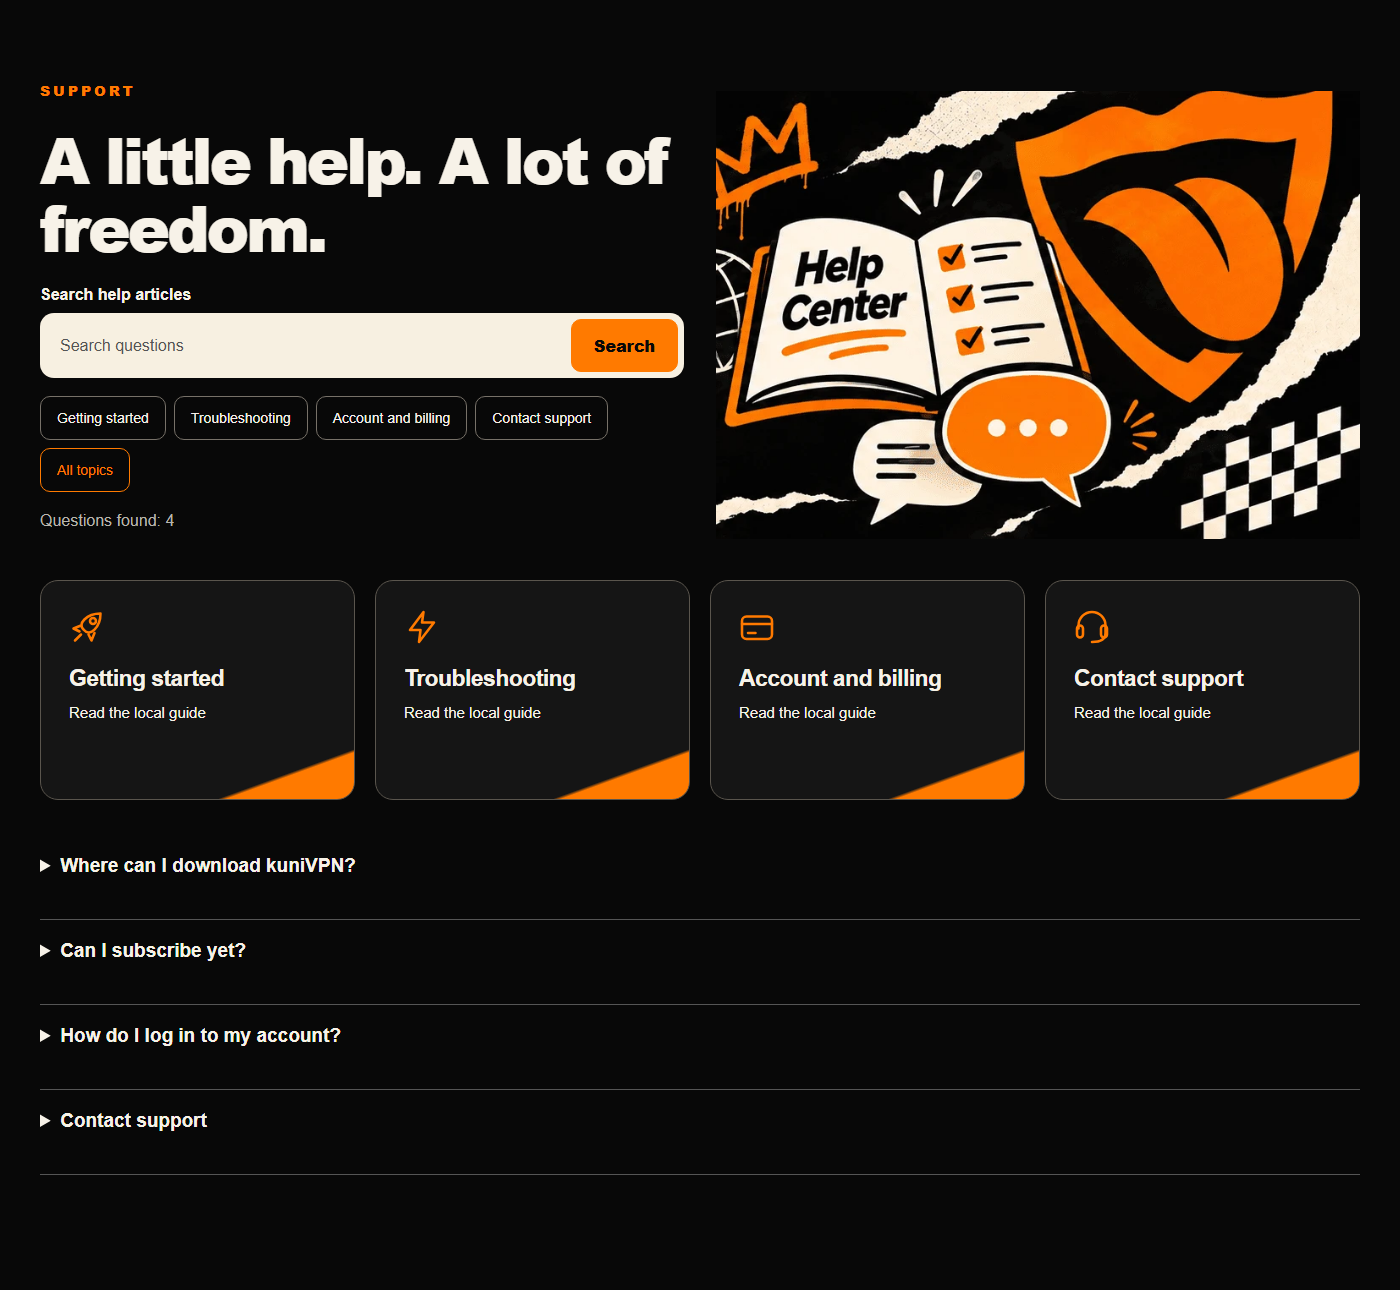 SUPPORT
A little help. A lot of
freedom.
Search help articles
Search questions
Search
Getting started
Troubleshooting
Account and billing
Contact support
All topics
Questions found: 4
Help
Center
Getting started
Read the local guide
Troubleshooting
Read the local guide
Account and billing
Read the local guide
Contact support
Read the local guide
Where can I download kuniVPN?
Can I subscribe yet?
How do I log in to my account?
Contact support